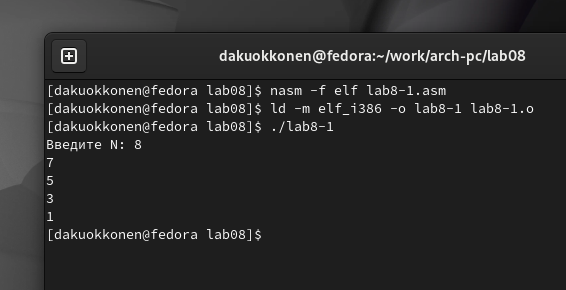 dakuokkonen@fedora:~/work/arch-pc/lab08
[dakuokkonen@fedora lab08]$ nasm -f elf lab8-1.asm
[dakuokkonen@fedora lab08]$ ld -m elf_i386 -o lab8-1 lab8-1.o
[dakuokkonen@fedora lab08]$ ./lab8-1
Введите N: 8
7
5
3
1
[dakuokkonen@fedora lab08]$